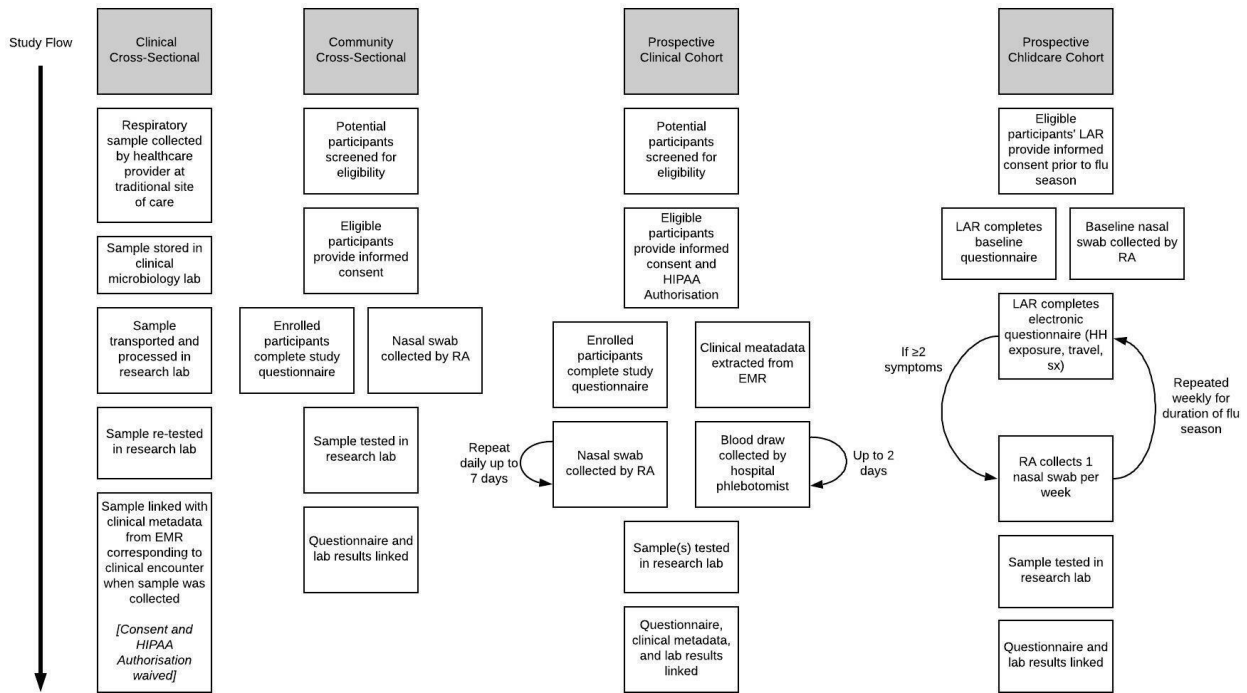 Study Flow
Clinical
Cross-Sectional
Respiratory
sample collected
by healthcare
provider at
traditional site
of care
Sample stored in
clinical
microbiology lab
Sample
transported and
processed in
research lab
Sample re-tested
in research lab
Sample linked with
clinical metadata
from EMR
corresponding to
clinical encounter
when sample was
collected
[Consent and
HIPAA
Authorisation
waived]
Community
Cross-Sectional
Potential
participants
screened for
eligibility
Eligible
participants
provide informed
consent
Enrolled
participants
complete study
questionnaire
Nasal swab
collected by RA
Sample tested in
research lab
Questionnaire and
lab results linked
Prospective
Clinical Cohort
Potential
participants
screened for
eligibility
Eligible
participants
provide informed
consent and
HIPAA
Authorisation
Enrolled
participants
complete study
questionnaire
Clinical meatadata
extracted from
EMR
Repeat
daily up to
7 days
Nasal swab
collected by RA
Blood draw
collected by
hospital
phlebotomist
Up to 2
days
Sample(s) tested
in research lab
Questionnaire,
clinical metadata,
and lab results
linked
Prospective
Chlidcare Cohort
Eligible
participants' LAR
provide informed
consent prior to flu
season
LAR completes
baseline
questionnaire
Baseline nasal
swab collected by
RA
LAR completes
electronic
questionnaire (HH
exposure, travel,
sx)
If ≥2
symptoms
Repeated
weekly for
duration of flu
season
RA collects 1
nasal swab per
week
Sample tested in
research lab
Questionnaire and
lab results linked